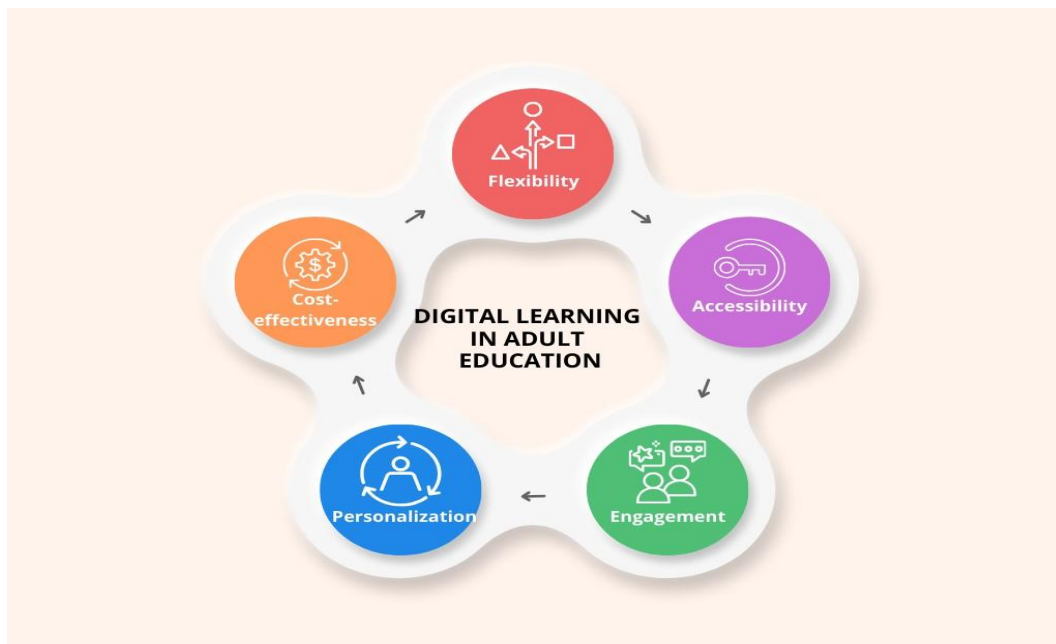 Flexibility
Accessibility
Engagement
Personalization
Cost-
effectiveness
DIGITAL LEARNING
IN ADULT
EDUCATION
$